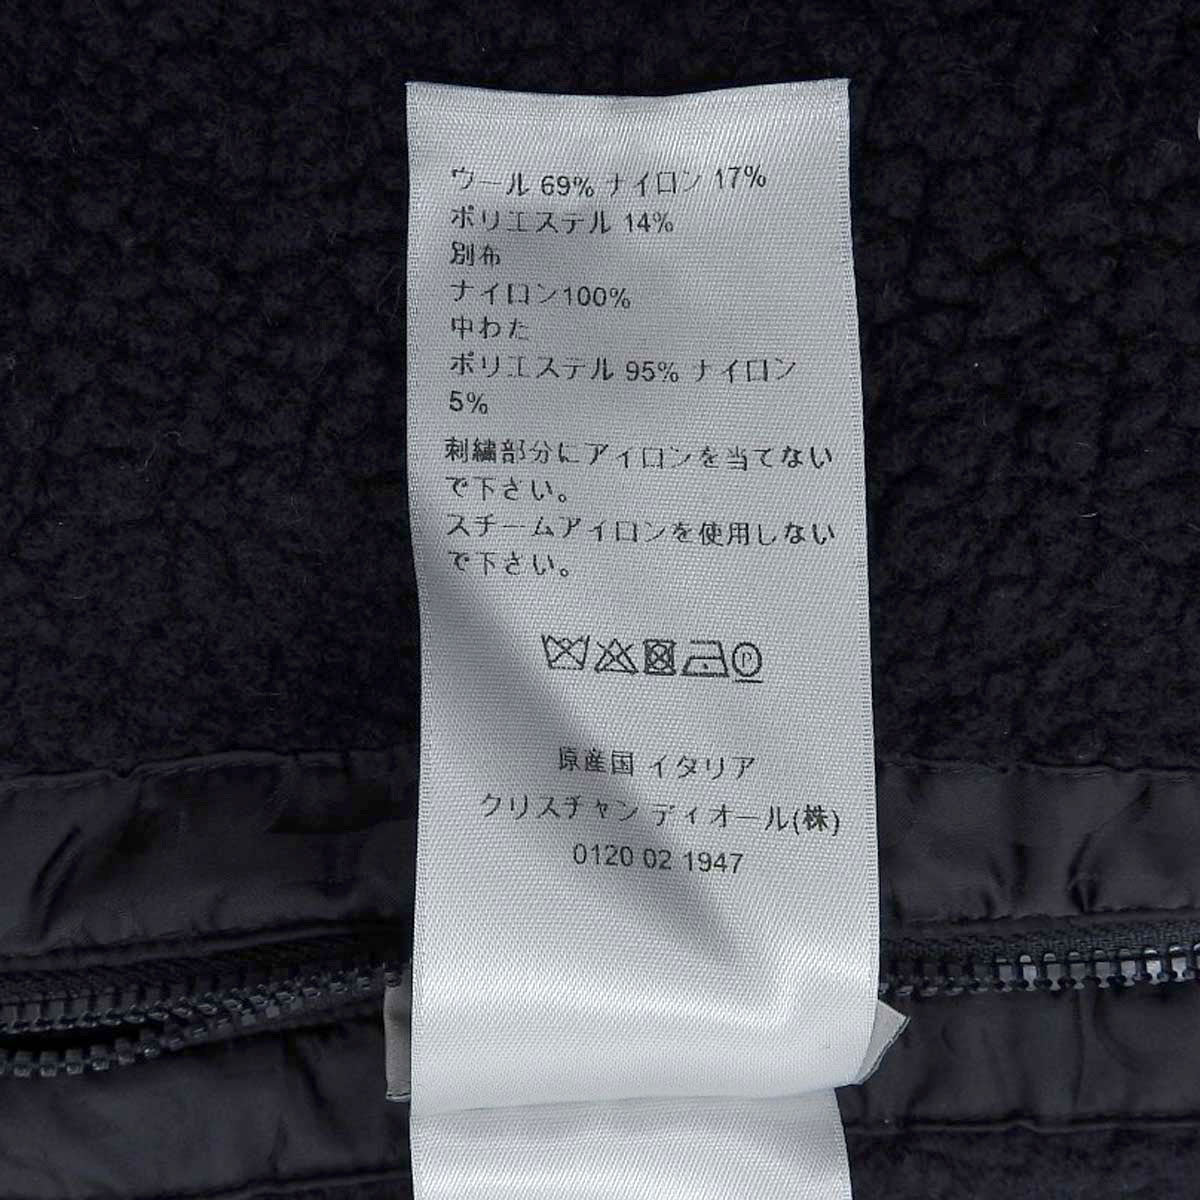 ウール 69% ナイロン 17%
ポリエステル 14%
別布
ナイロン100%
中わた
ポリエステル 95% ナイロン
5%
刺繍部分にアイロンを当てない
で下さい。
スチームアイロンを使用しない
で下さい。
P
原産国 イタリア
クリスチャン ディオール(株)
0120 02 1947